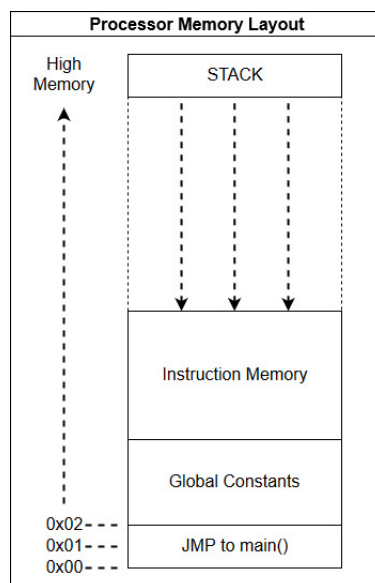 Processor Memory Layout
High
Memory
STACK
Instruction Memory
Global Constants
0x02
0x01
JMP to main()
0x00